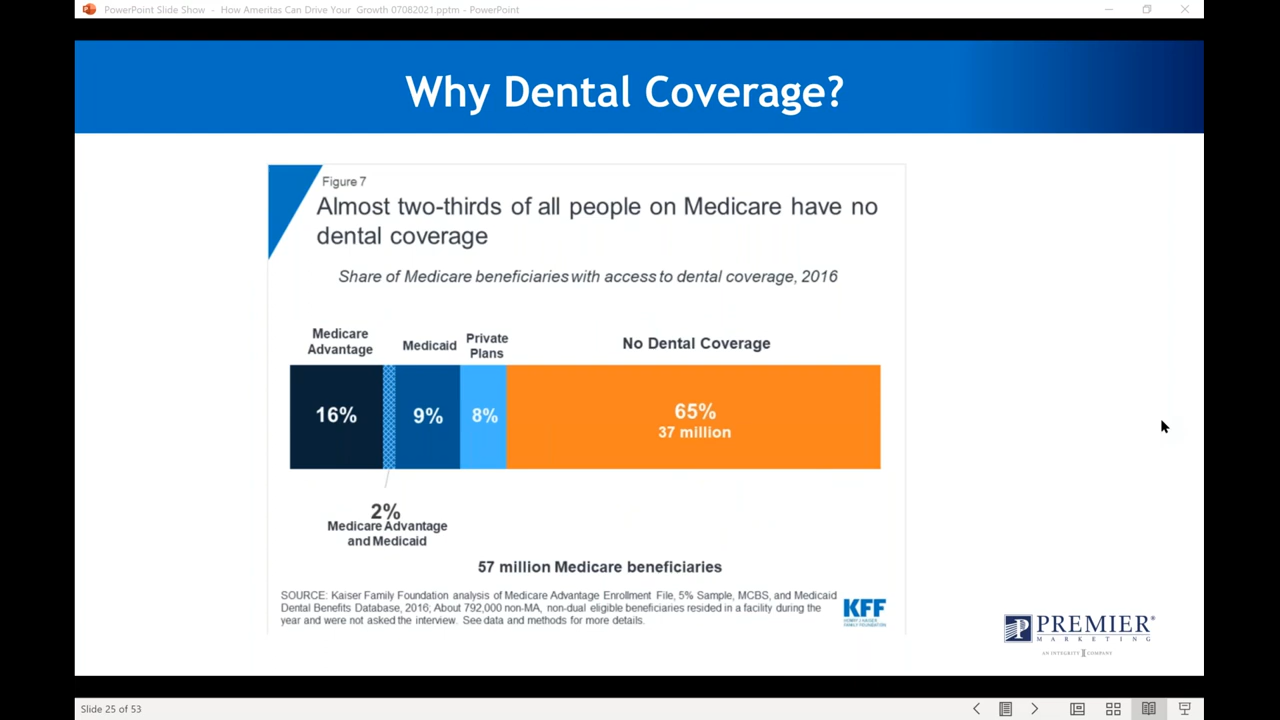 PowerPoint Slide Show - How Ameritas Can Drive Your Growth 07082021.pptm - PowerPoint
Why Dental Coverage?
Figure 7
Almost two-thirds of all people on Medicare have no
dental coverage
Share of Medicare beneficiaries with access to dental coverage, 2016
Medicare
Advantage
Medicaid
Private
Plans
No Dental Coverage
16%
9%
8%
65%
37 million
2%
Medicare Advantage
and Medicaid
57 million Medicare beneficiaries
SOURCE: Kaiser Family Foundation analysis of Medicare Advantage Enrollment File, 5% Sample, MCBS, and Medicaid
Dental Benefits Database, 2016; About 792,000 non-MA, non-dual eligible beneficiaries resided in a facility during the
year and were not asked the interview. See data and methods for more details.
KFF
HENRY J KAISER
FAMILY FOUNDATION
PREMIER®
MARKETING
AN INTEGRITY COMPANY
Slide 25 of 53